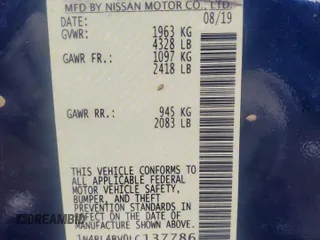 MFD BY NISSAN MOTOR CO., LTD.
DATE: 08/19
GVWR: 1963 KG
4328 LB
GAWR FR.: 1097 KG
2418 LB
GAWR RR.: 945 KG
2083 LB
THIS VEHICLE CONFORMS TO
ALL APPLICABLE FEDERAL
MOTOR VEHICLE SAFETY,
BUMPER, AND THEFT
PREVENTION STANDARDS
IN EFFECT ON THE DATE OF
MANUFACTURE SHOWN ABOVE.
1N4BL4BV0LC137786
DREAMBID